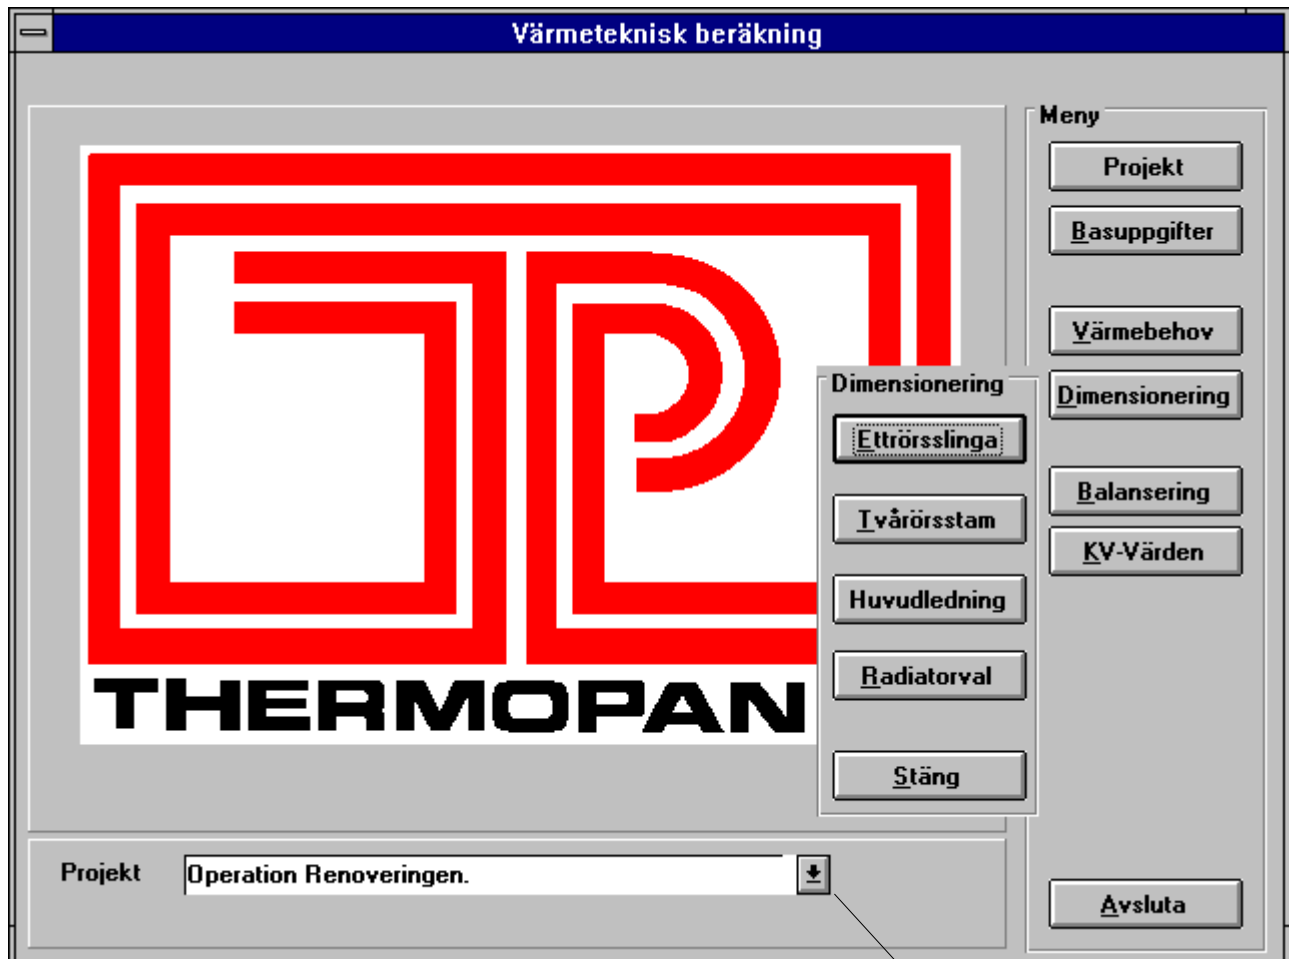 Värmeteknisk beräkning
Meny
Projekt
Basuppgifter
Värmebehov
Dimensionering
Balansering
KV-Värden
Avsluta
Dimensionering
Ettrörsslinga
Tvårörsstam
Huvudledning
Radiatorval
Stäng
THERMOPAN
Projekt
Operation Renoveringen.